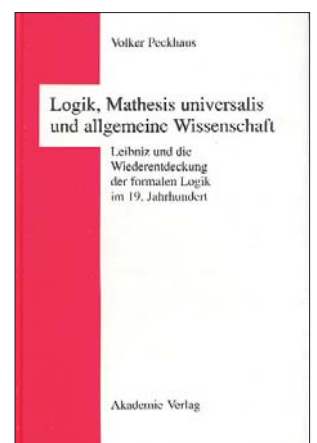 Volker Peckhaus
Logik, Mathesis universalis
und allgemeine Wissenschaft
Leibniz und die
Wiederentdeckung
der formalen Logik
im 19. Jahrhundert
Akademie Verlag